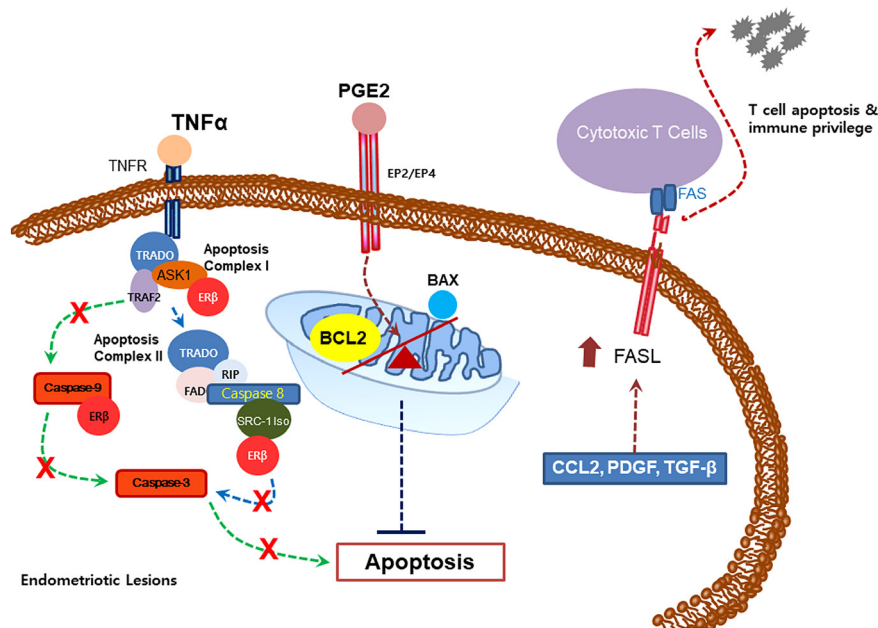 PGE2
TNFα
TNFR
EP2/EP4
Cytotoxic T Cells
FAS
T cell apoptosis &
immune privilege
TRADO
ASK1
TRAF2
ERβ
Apoptosis
Complex I
Apoptosis
Complex II
TRADO
RIP
FAD
Caspase 8
SRC-1 Iso
ERβ
Caspase-9
ERβ
X
X
X
X
Caspase-3
BAX
BCL2
FASL
CCL2, PDGF, TGF-β
Apoptosis
Endometriotic Lesions